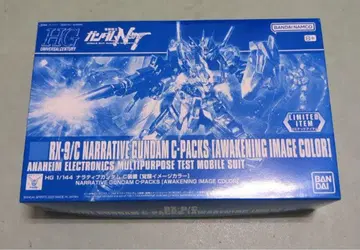 HG
UNIVERSAL CENTURY
ガンダムNT
BANDAI NAMCO
LIMITED
ITEM
RX-9/C NARRATIVE GUNDAM C-PACKS [AWAKENING IMAGE COLOR]
ANAHEIM ELECTRONICS MULTIPURPOSE TEST MOBILE SUIT
HG 1/144 ナラティブガンダム C装備 [覚醒イメージカラー]
NARRATIVE GUNDAM C-PACKS [AWAKENING IMAGE COLOR]
BANDAI